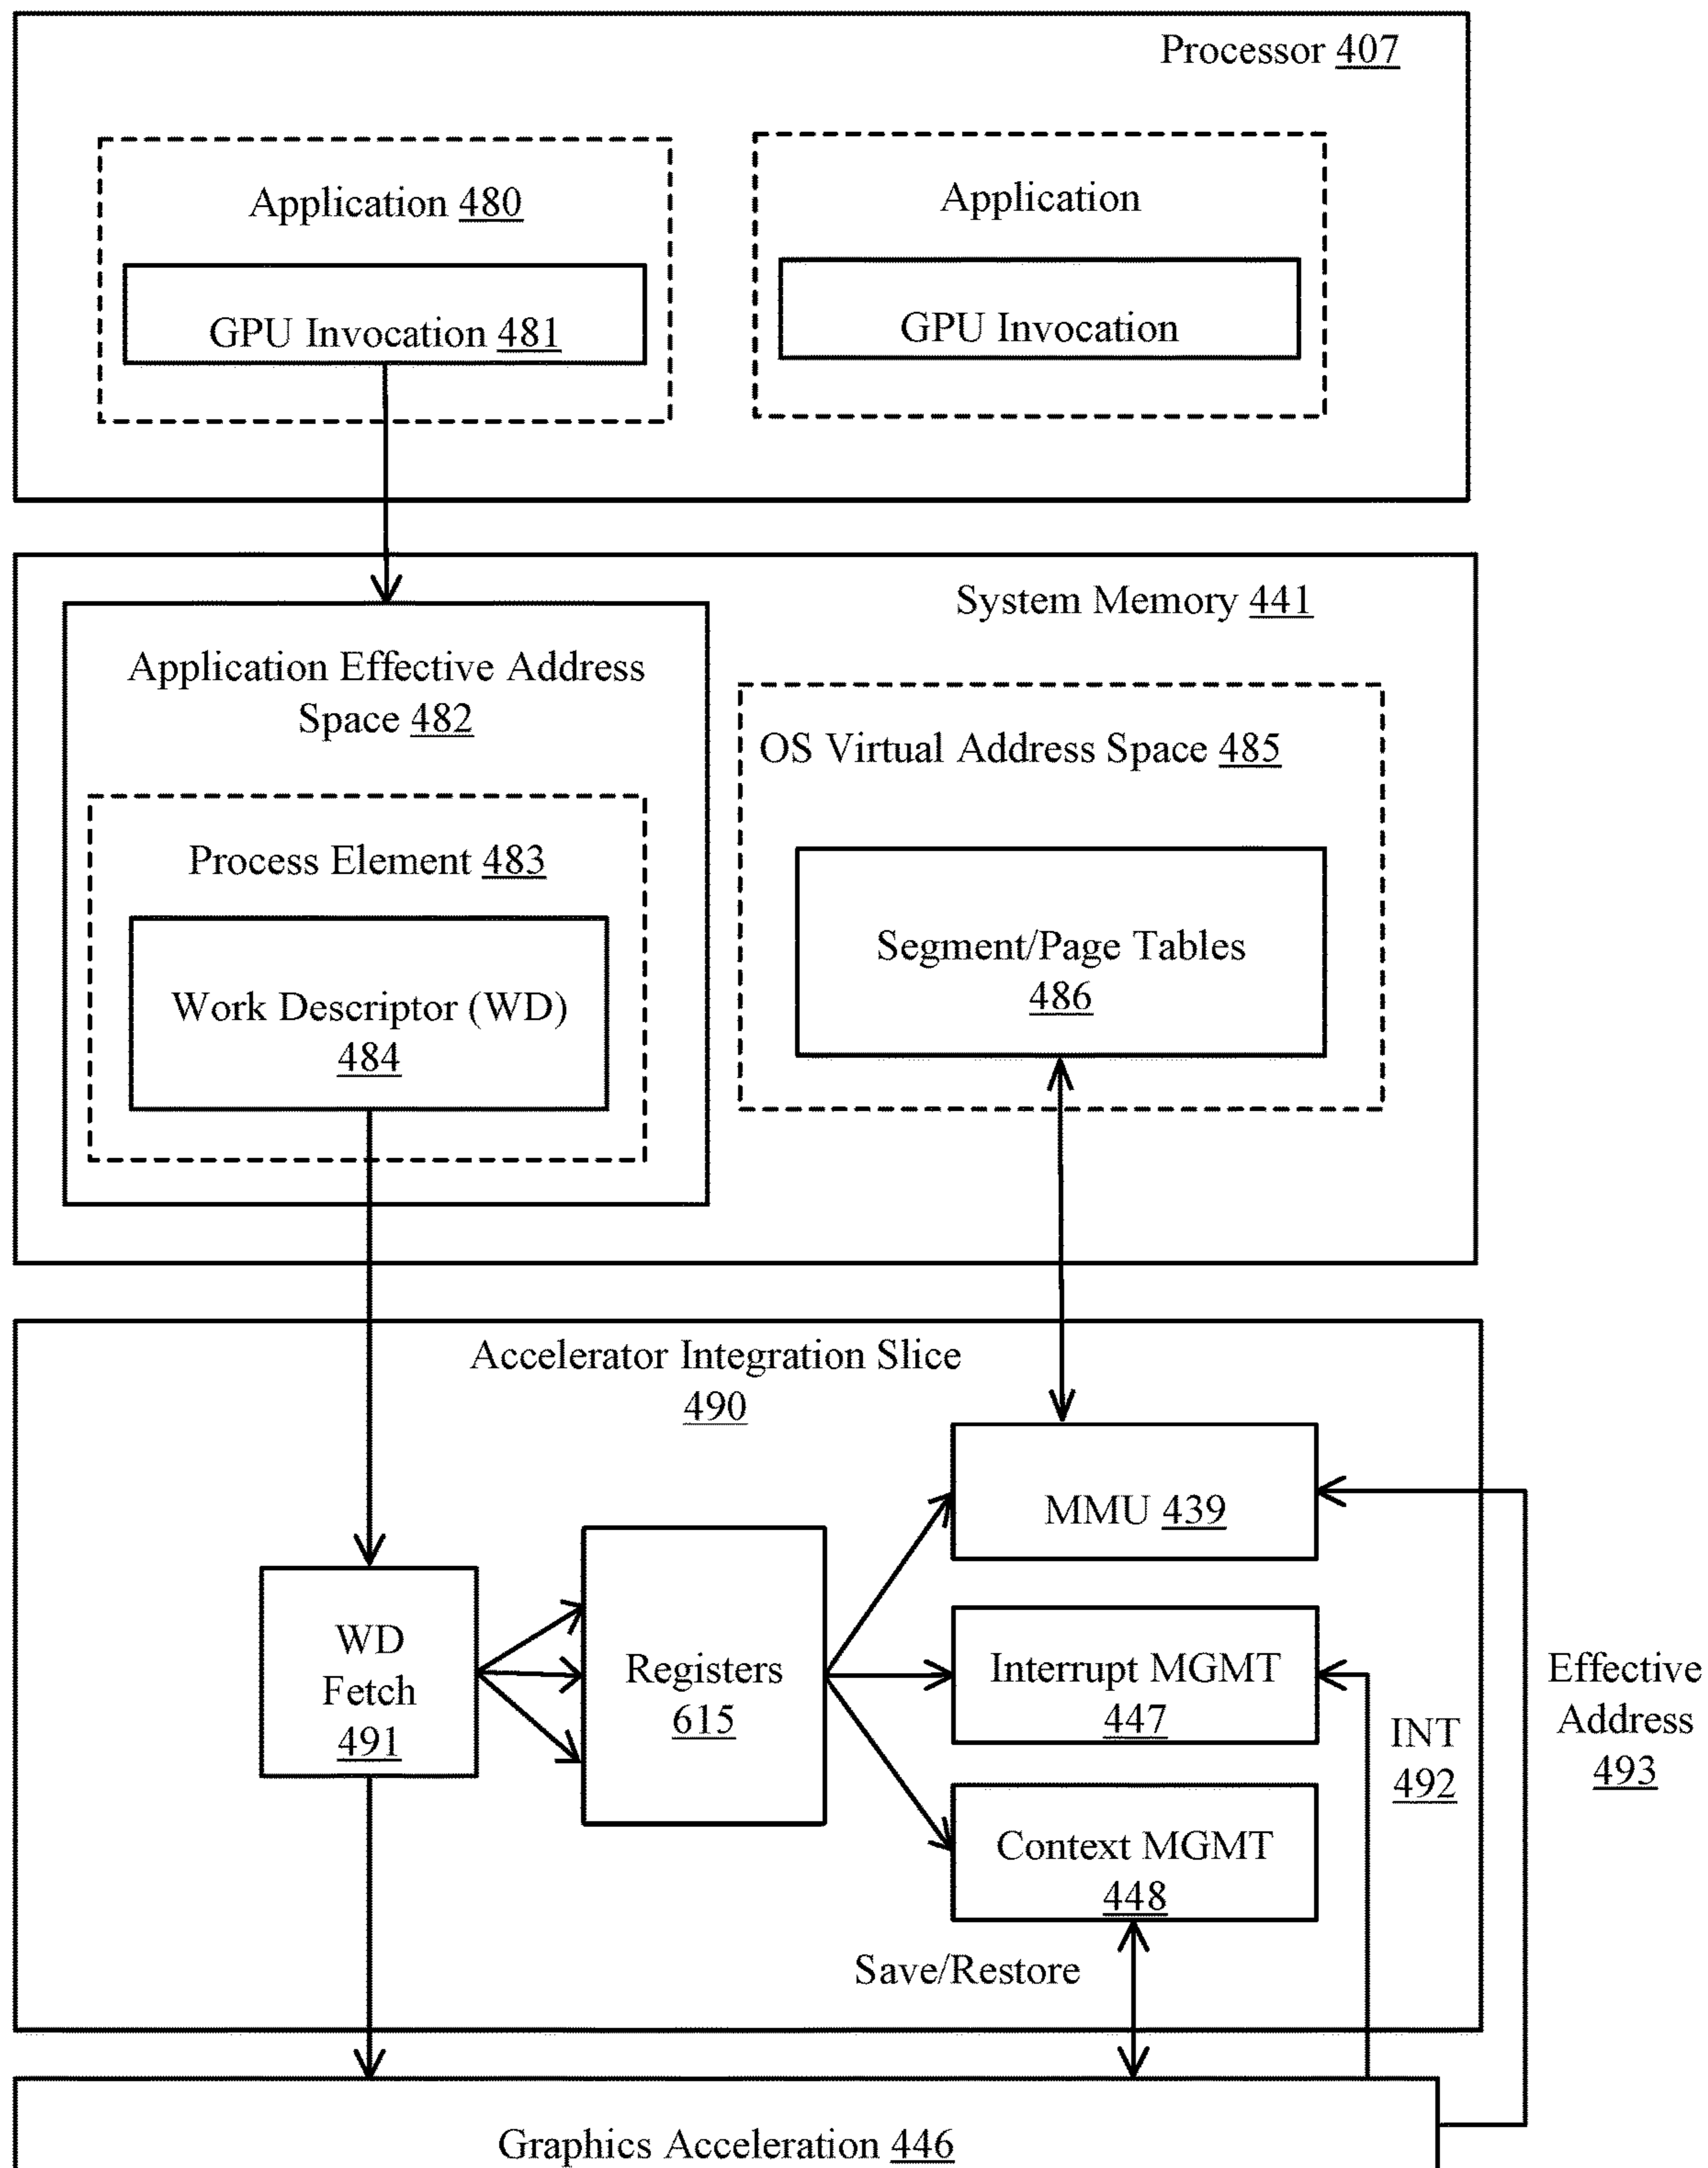 Processor 407
Application 480
GPU Invocation 481
Application
GPU Invocation
System Memory 441
Application Effective Address
Space 482
Process Element 483
Work Descriptor (WD)
484
OS Virtual Address Space 485
Segment/Page Tables
486
Accelerator Integration Slice
490
WD
Fetch
491
Registers
615
MMU 439
Interrupt MGMT
447
Context MGMT
448
Save/Restore
INT
492
Effective
Address
493
Graphics Acceleration 446